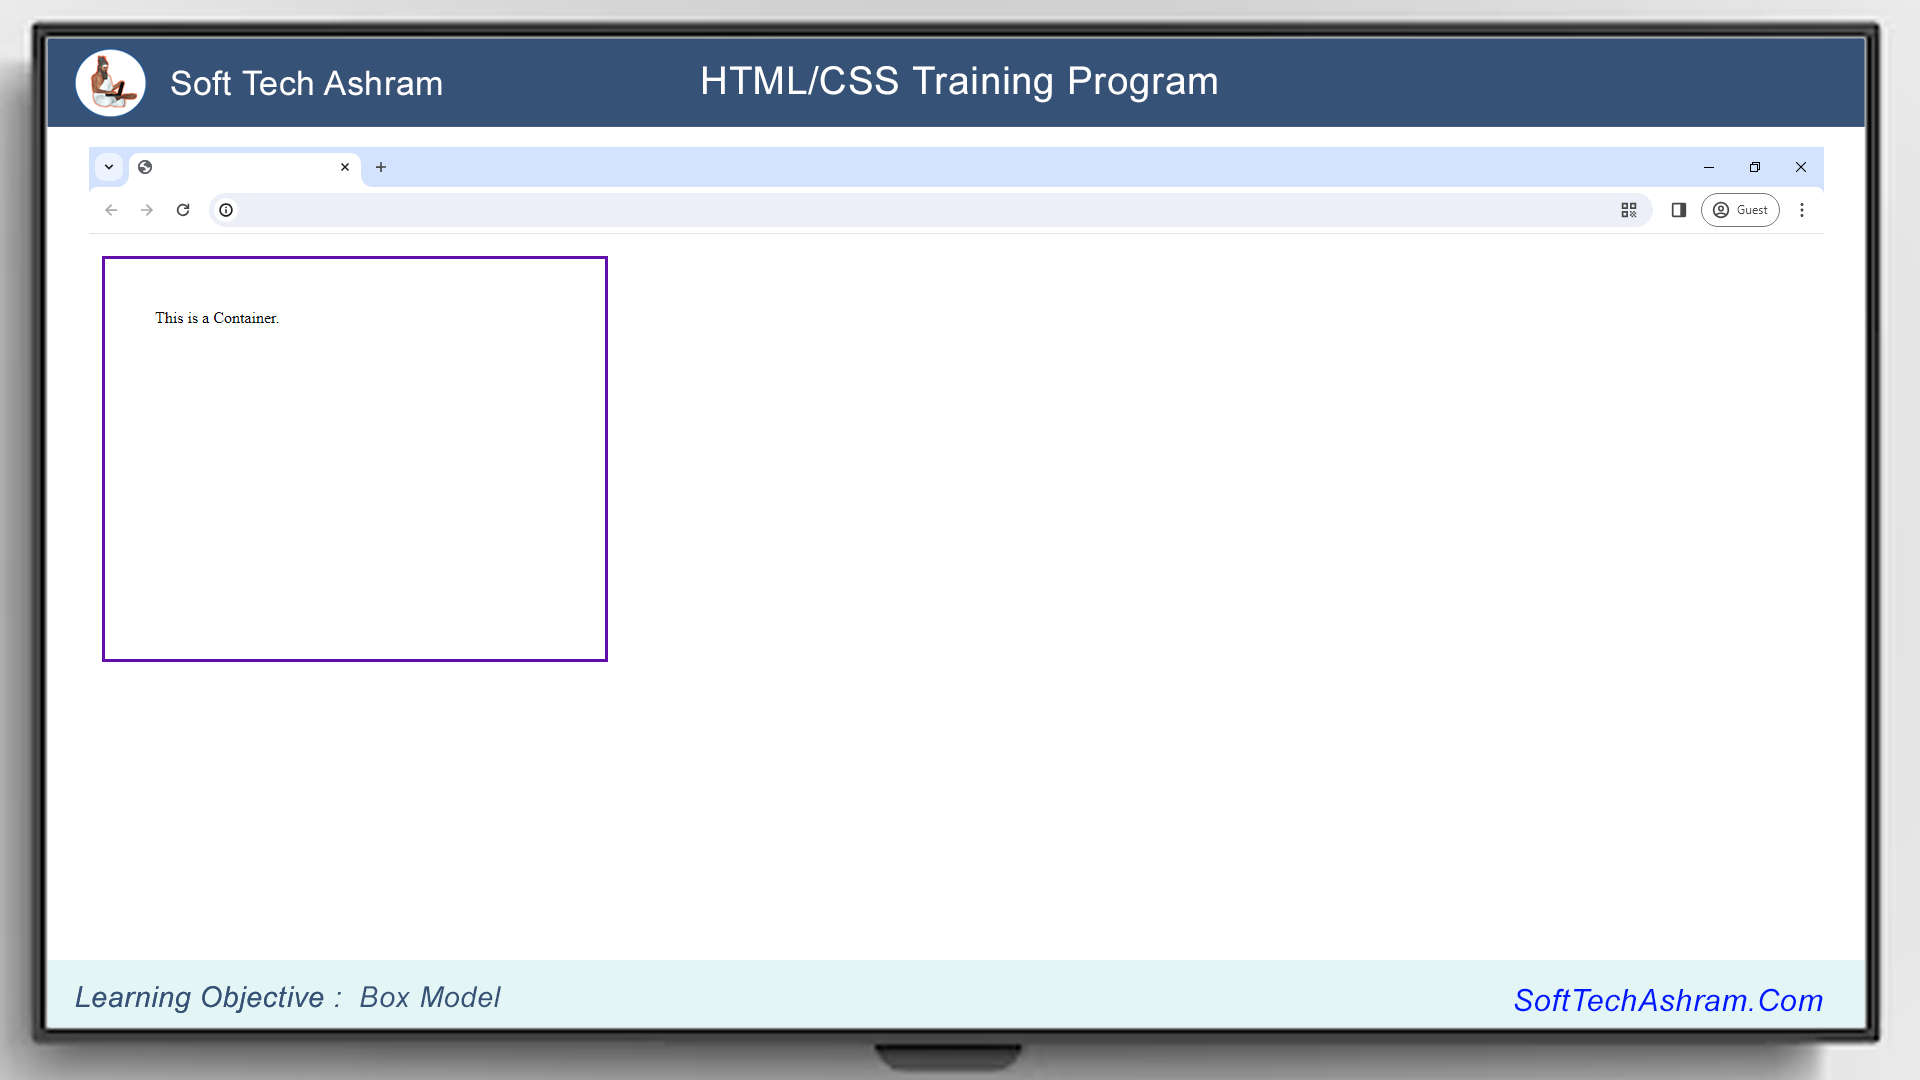 Soft Tech Ashram
HTML/CSS Training Program
Guest
This is a Container.
Learning Objective : Box Model
SoftTechAshram.Com